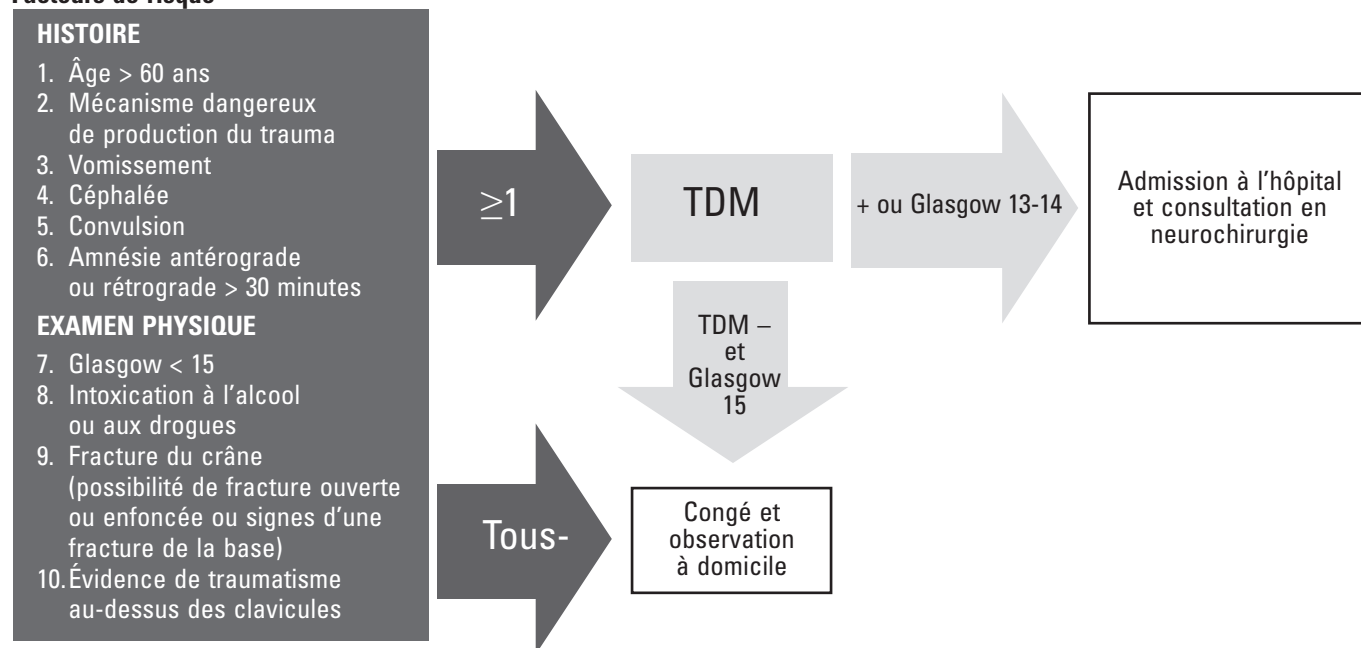 Facteurs de risque
HISTOIRE
1. Âge > 60 ans
2. Mécanisme dangereux
de production du trauma
3. Vomissement
4. Céphalée
5. Convulsion
6. Amnésie antérograde
ou rétrograde > 30 minutes
EXAMEN PHYSIQUE
7. Glasgow < 15
8. Intoxication à l'alcool
ou aux drogues
9. Fracture du crâne
(possibilité de fracture ouverte
ou enfoncée ou signes d'une
fracture de la base)
10. Évidence de traumatisme
au-dessus des clavicules
≥1
TDM
+ ou Glasgow 13-14
Admission à l'hôpital
et consultation en
neurochirurgie
TDM –
et
Glasgow
15
Tous-
Congé et
observation
à domicile